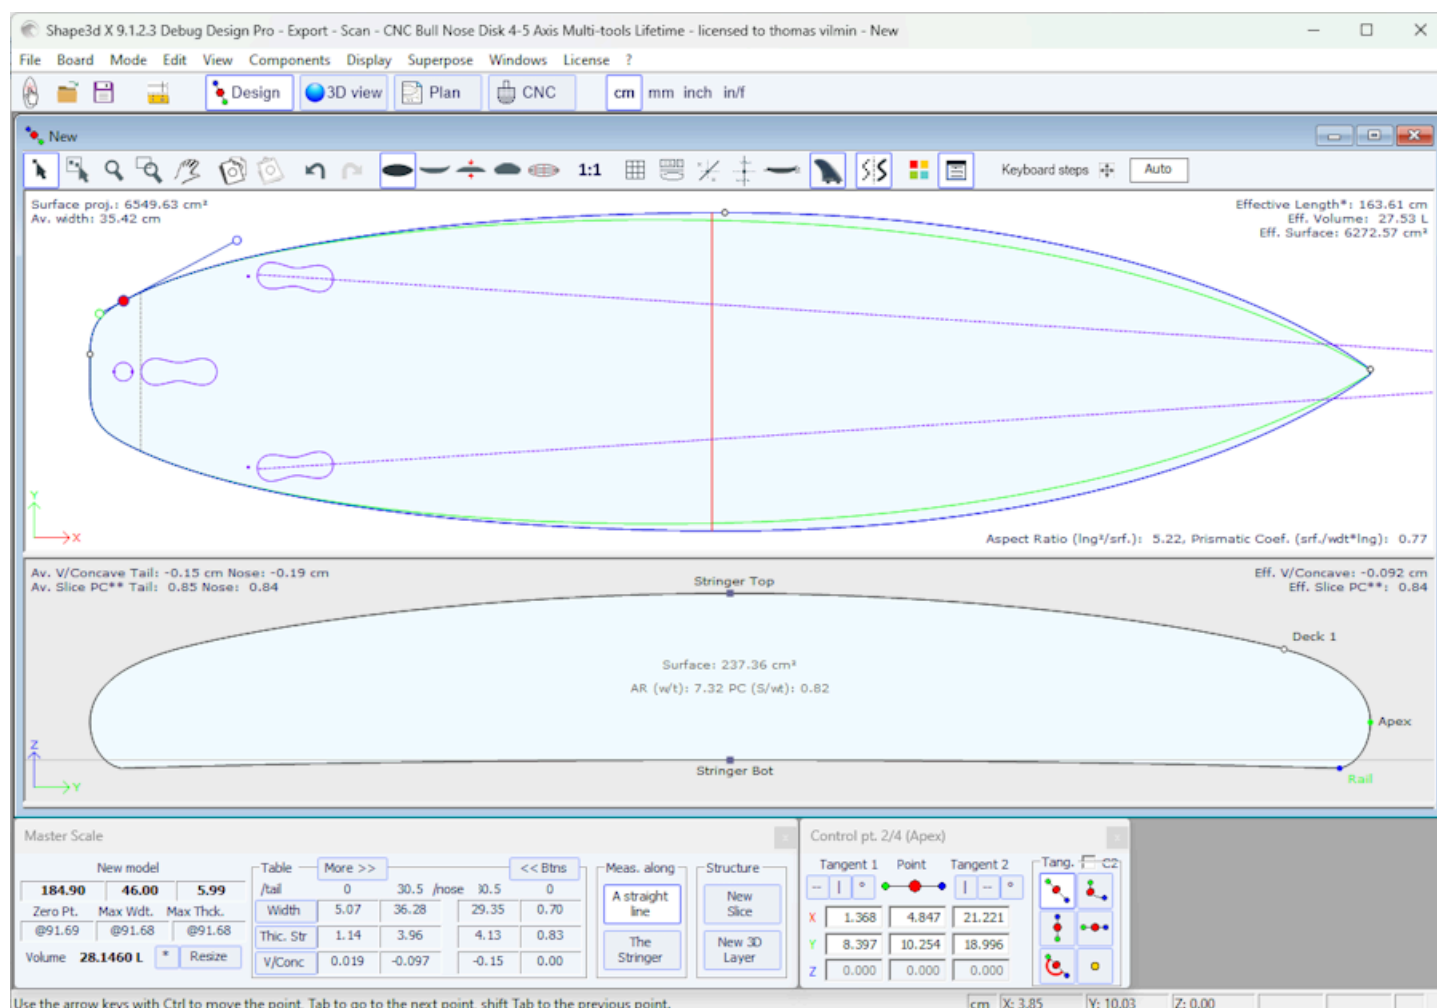 Shape3d X 9.1.2.3 Debug Design Pro - Export - Scan - CNC Bull Nose Disk 4-5 Axis Multi-tools Lifetime - licensed to thomas vilmin - New
File Board Mode Edit View Components Display Superpose Windows License ?
Design 3D view Plan CNC cm mm inch in/f
New
1:1 Keyboard steps Auto
Surface proj.: 6549.63 cm²
Av. width: 35.42 cm
Effective Length*: 163.61 cm
Eff. Volume: 27.53 L
Eff. Surface: 6272.57 cm²
Y
X
Aspect Ratio (lng²/srf.): 5.22, Prismatic Coef. (srf./wdt*lng): 0.77
Av. V/Concave Tail: -0.15 cm Nose: -0.19 cm
Av. Slice PC** Tail: 0.85 Nose: 0.84
Stringer Top
Eff. V/Concave: -0.092 cm
Eff. Slice PC**: 0.84
Deck 1
Surface: 237.36 cm²
AR (w/t): 7.32 PC (S/wt): 0.82
Apex
Z
Y
Stringer Bot
Rail
Master Scale
New model
184.90 46.00 5.99
Zero Pt. Max Wdt. Max Thck.
@91.69 @91.68 @91.68
Volume 28.1460 L * Resize
Table More >> << Btns
/tail 0 30.5 /nose 30.5 0
Width 5.07 36.28 29.35 0.70
Thic. Str 1.14 3.96 4.13 0.83
V/Conc 0.019 -0.097 -0.15 0.00
Meas. along
A straight
line
The
Stringer
Structure
New
Slice
New 3D
Layer
Control pt. 2/4 (Apex)
Tangent 1 Point Tangent 2
-- | ° | -- °
X 1.368 4.847 21.221
Y 8.397 10.254 18.996
Z 0.000 0.000 0.000
Tang. C2
Use the arrow keys with Ctrl to move the point, Tab to go to the next point, shift Tab to the previous point.
cm X: 3.85 Y: 10.03 Z: 0.00